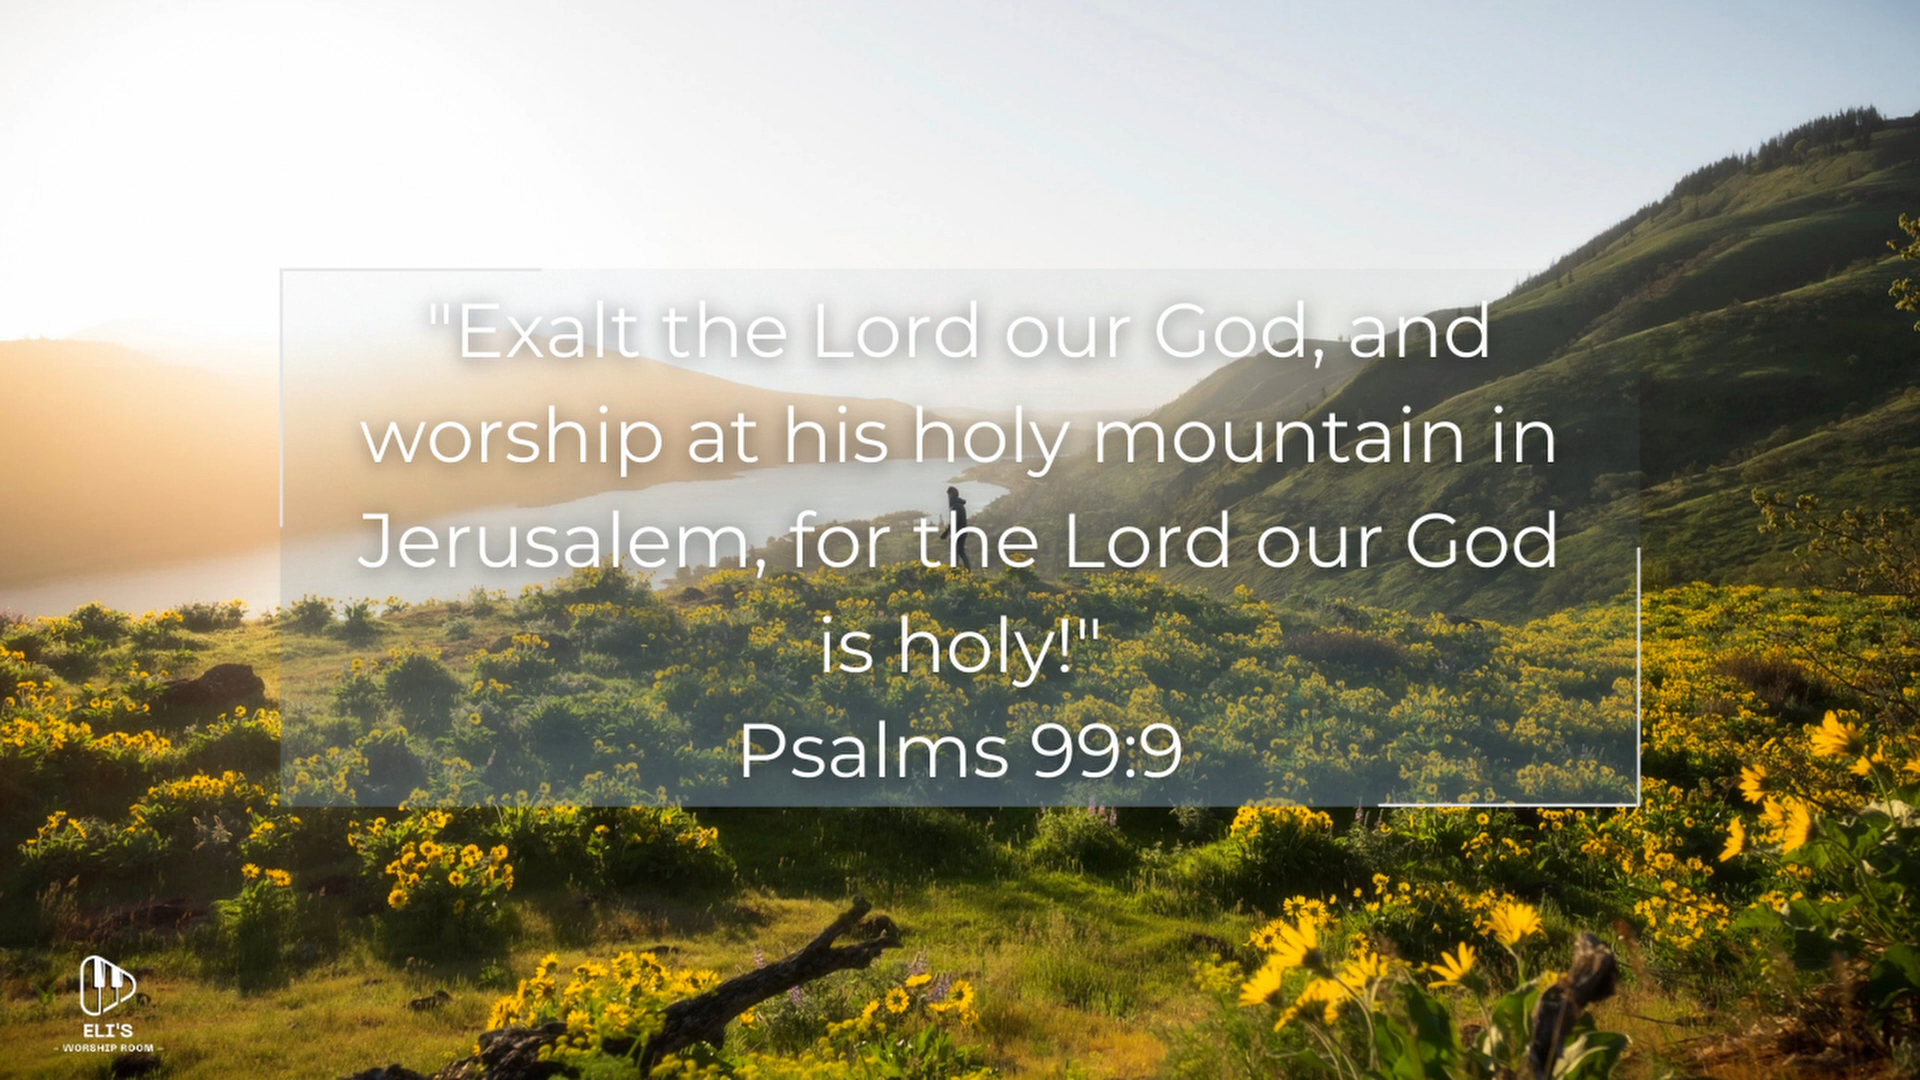 "Exalt the Lord our God, and
worship at his holy mountain in
Jerusalem, for the Lord our God
is holy!"
Psalms 99:9
ELI'S
- WORSHIP ROOM -